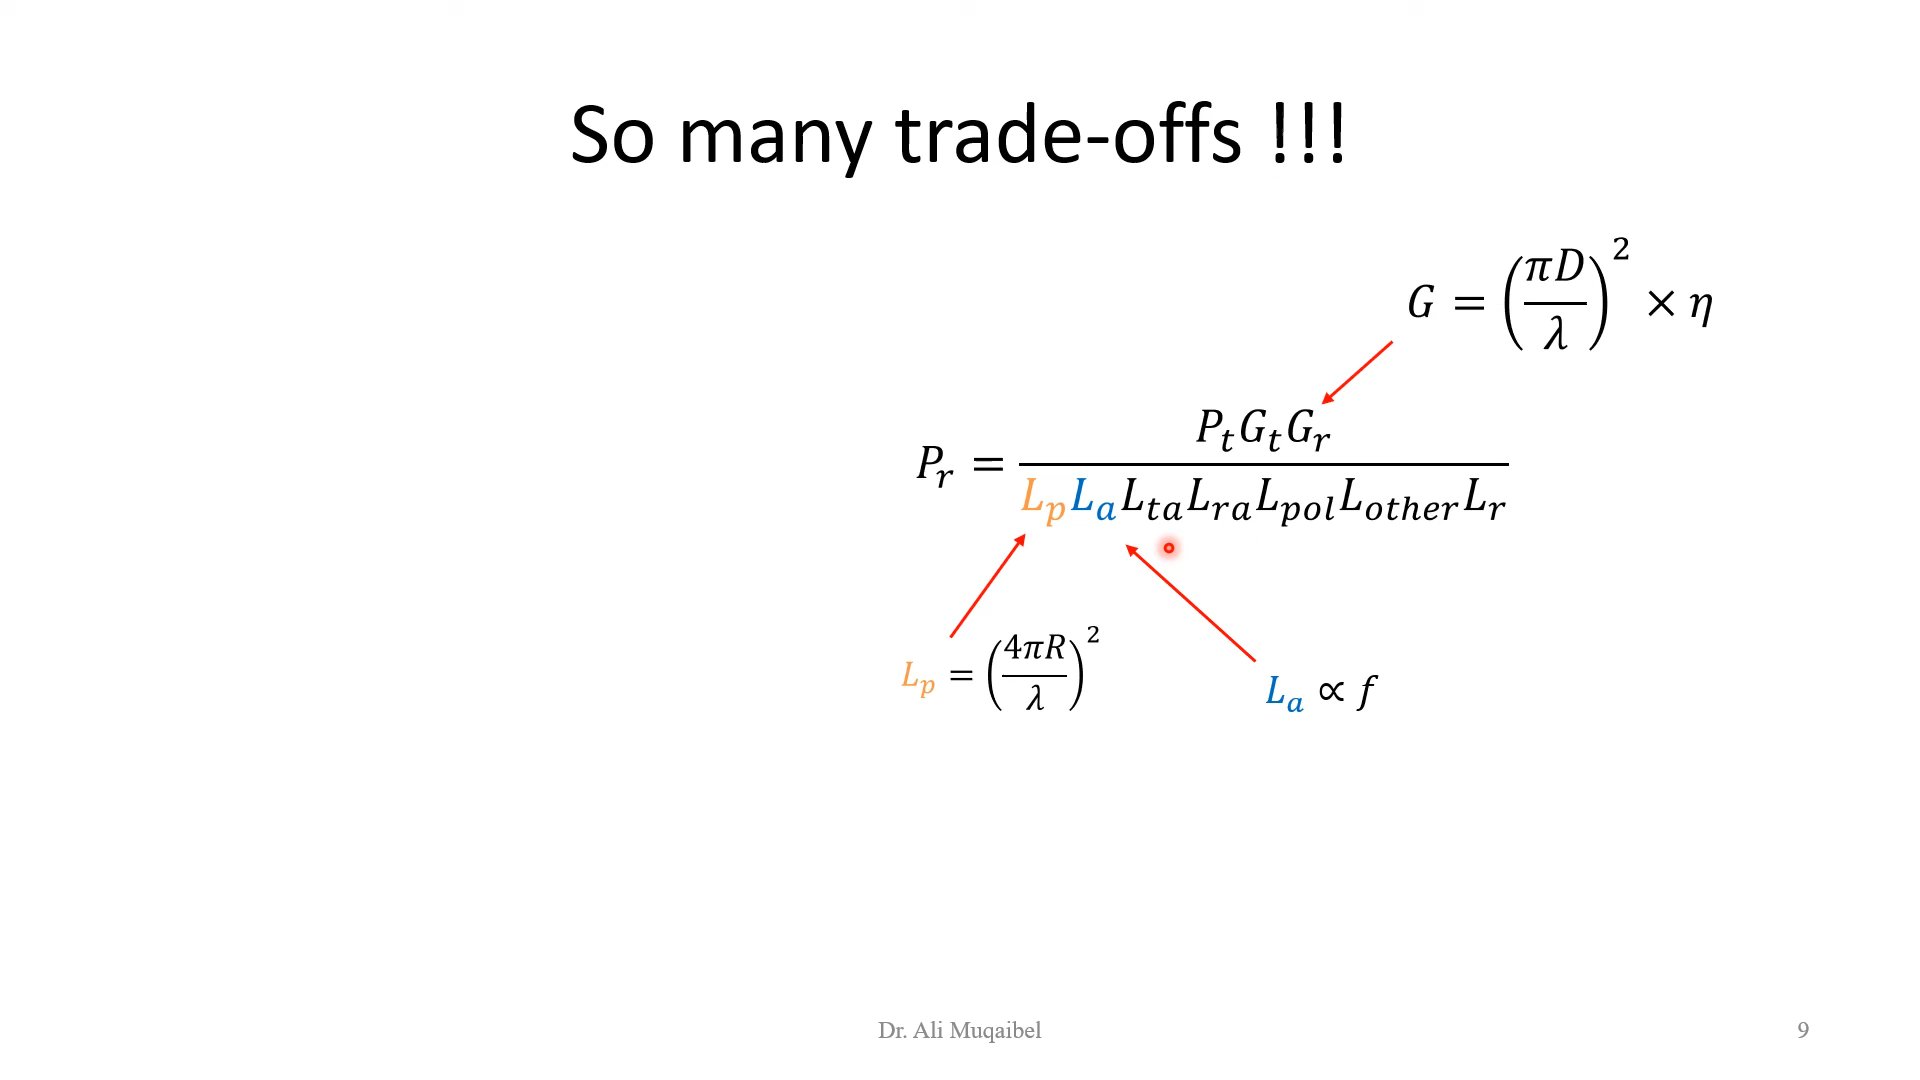 So many trade-offs !!!
G = (πD/λ)² × η
P_r = P_t G_t G_r / L_p L_a L_ta L_ra L_pol L_other L_r
L_p = (4πR/λ)²
L_a ∝ f
Dr. Ali Muqaibel
9